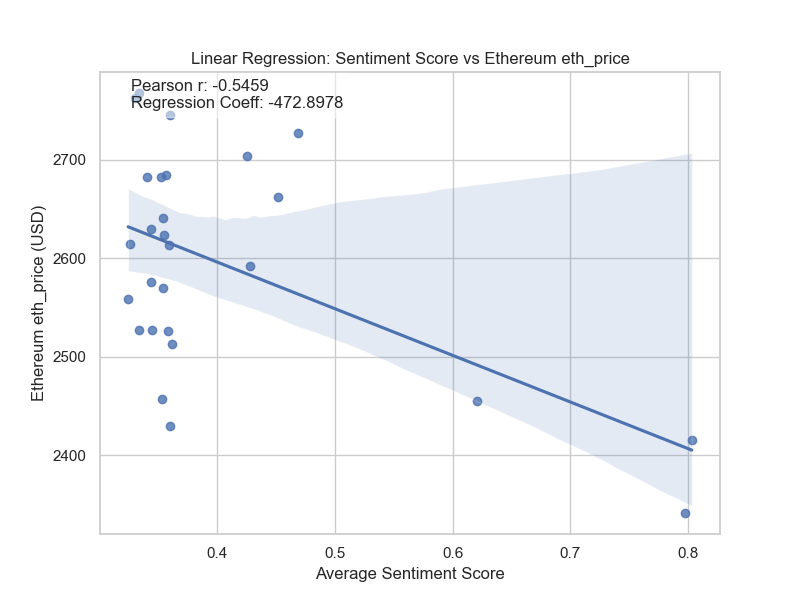 Linear Regression: Sentiment Score vs Ethereum eth_price
Pearson r: -0.5459
Regression Coeff: -472.8978
Ethereum eth_price (USD)
2700
2600
2500
2400
0.4
0.5
0.6
0.7
0.8
Average Sentiment Score